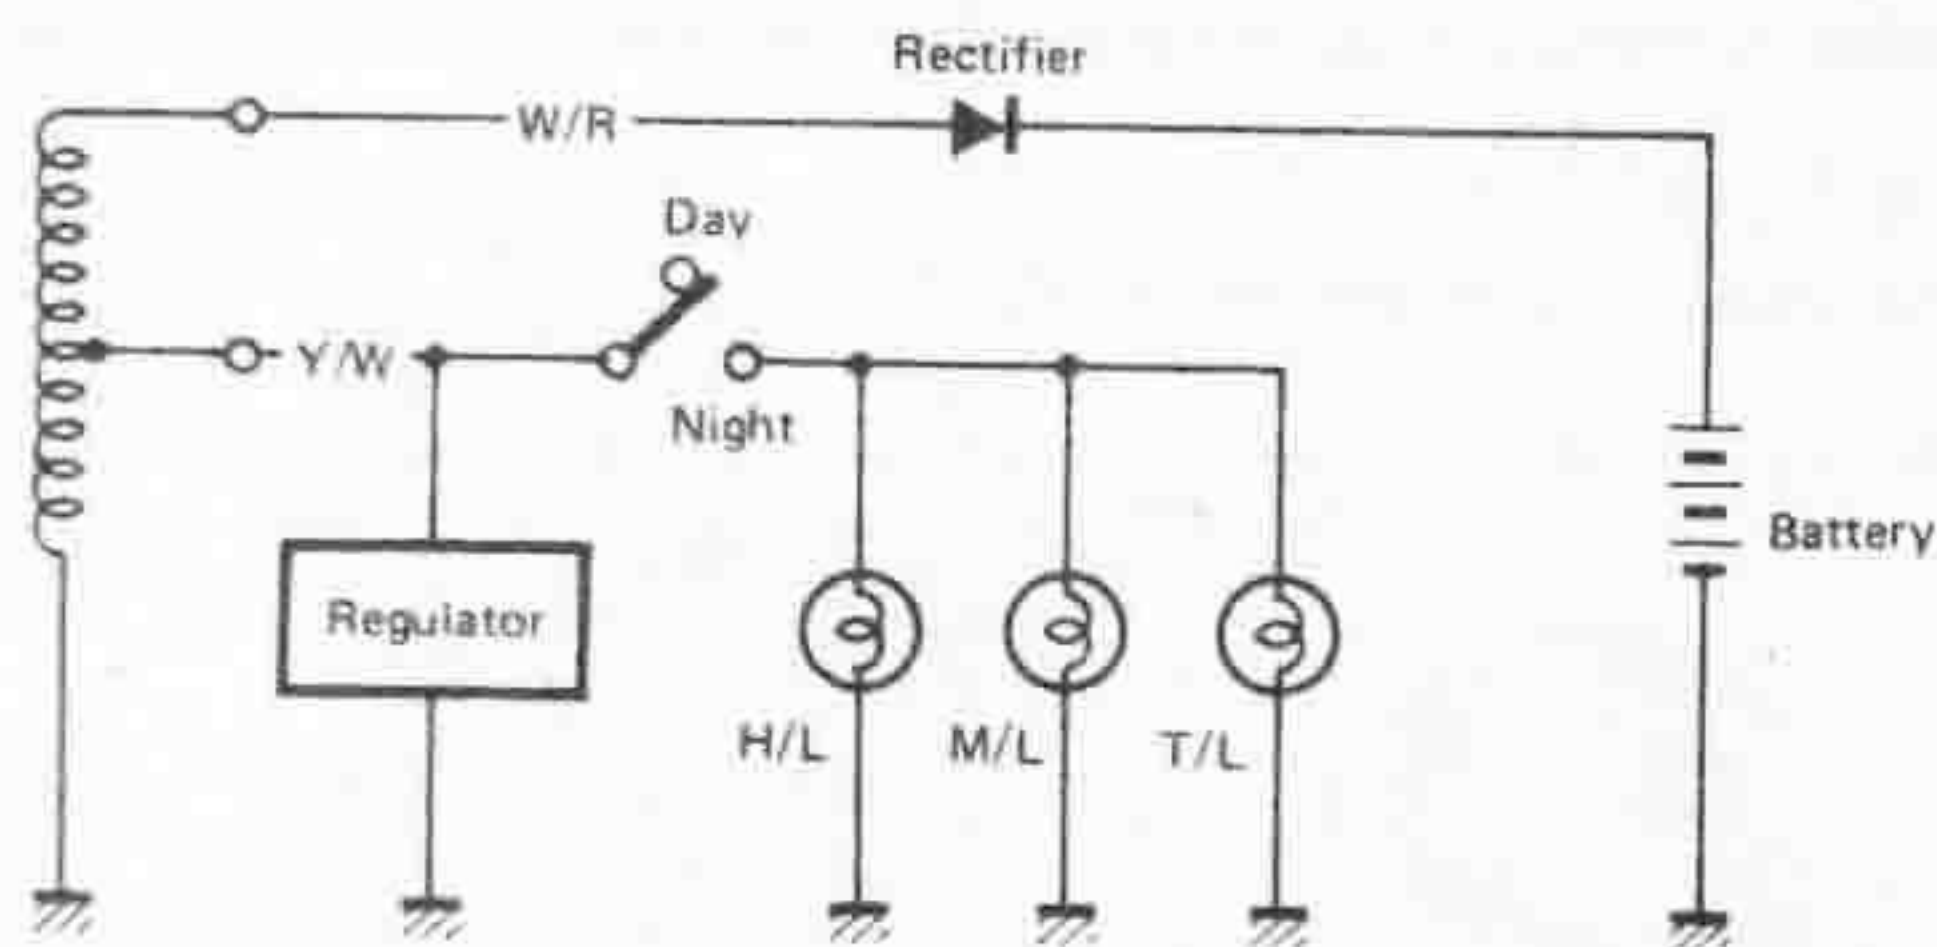 Rectifier
W/R
Day
Y/W
Night
Battery
Regulator
H/L
M/L
T/L